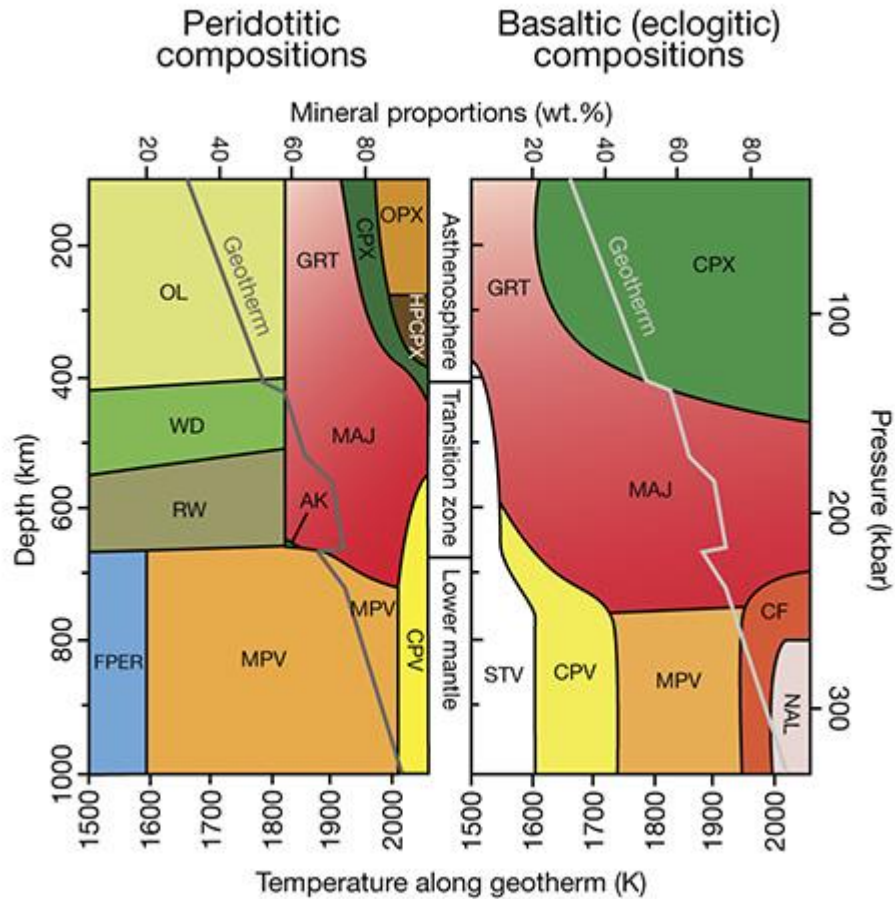 Peridotitic
compositions
Basaltic (eclogitic)
compositions
Mineral proportions (wt.%)
20 40 60 80
20 40 60 80
Depth (km)
200
400
600
800
1000
OL
Geotherm
GRT
CPX
OPX
HPCPX
WD
RW
MAJ
AK
FPER
MPV
MPV
CPV
Asthenosphere
Transition zone
Lower mantle
GRT
Geotherm
CPX
MAJ
STV
CPV
MPV
CF
NAL
Pressure (kbar)
100
200
300
1500 1600 1700 1800 1900 2000
1500 1600 1700 1800 1900 2000
Temperature along geotherm (K)